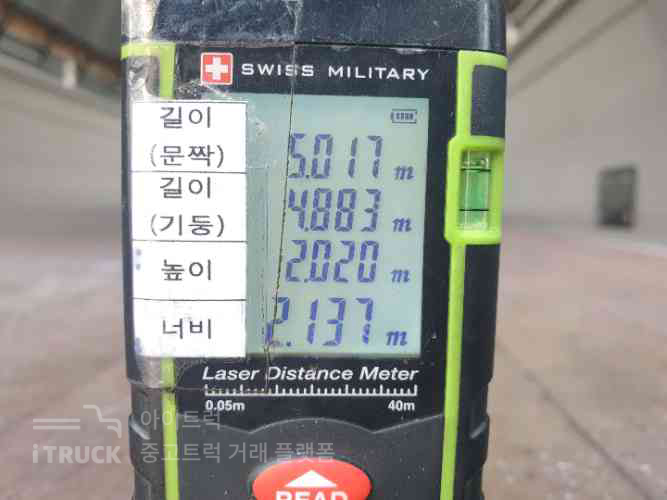 SWISS MILITARY
길이
(문짝)
5.017 m
길이
(기둥)
4.883 m
높이
2.020 m
너비
2.137 m
Laser Distance Meter
0.05m 40m
아이트럭
iTRUCK 중고트럭 거래 플랫폼
READ